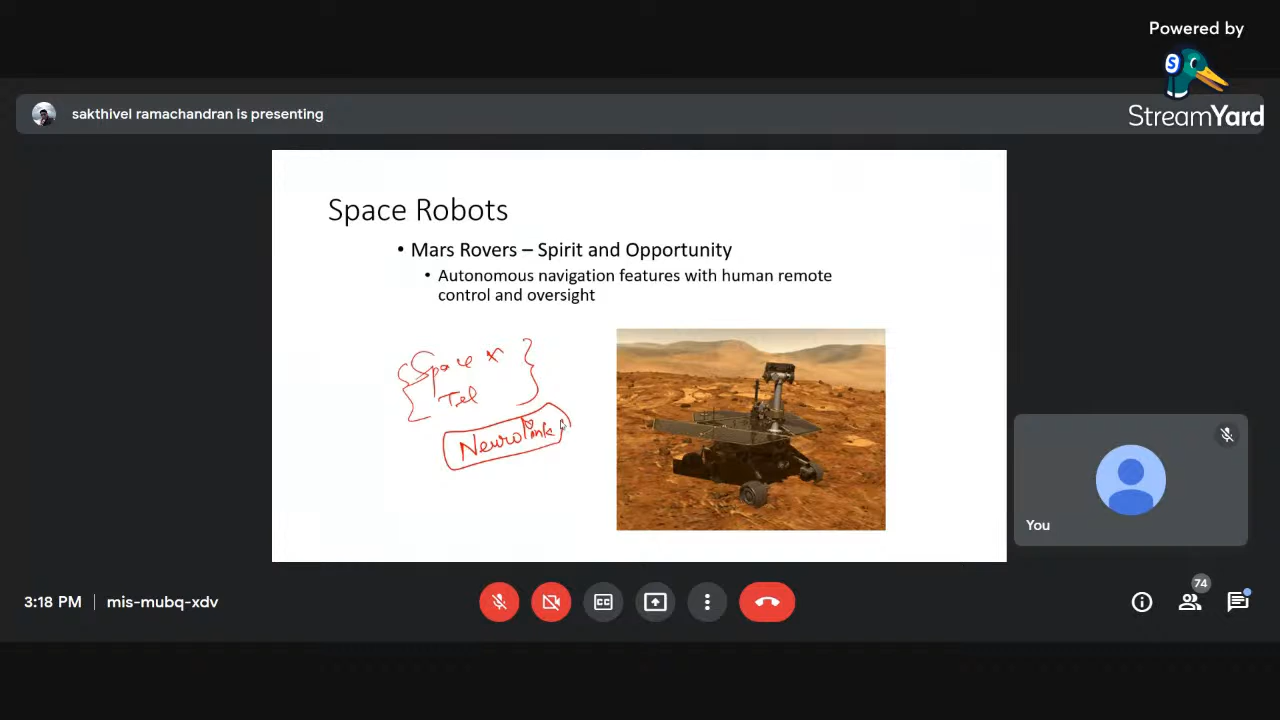 Powered by
StreamYard
sakthivel ramachandran is presenting
Space Robots
• Mars Rovers – Spirit and Opportunity
• Autonomous navigation features with human remote
control and oversight
Space x
Tel
Neurolink
You
3:18 PM | mis-mubq-xdv
CC
74